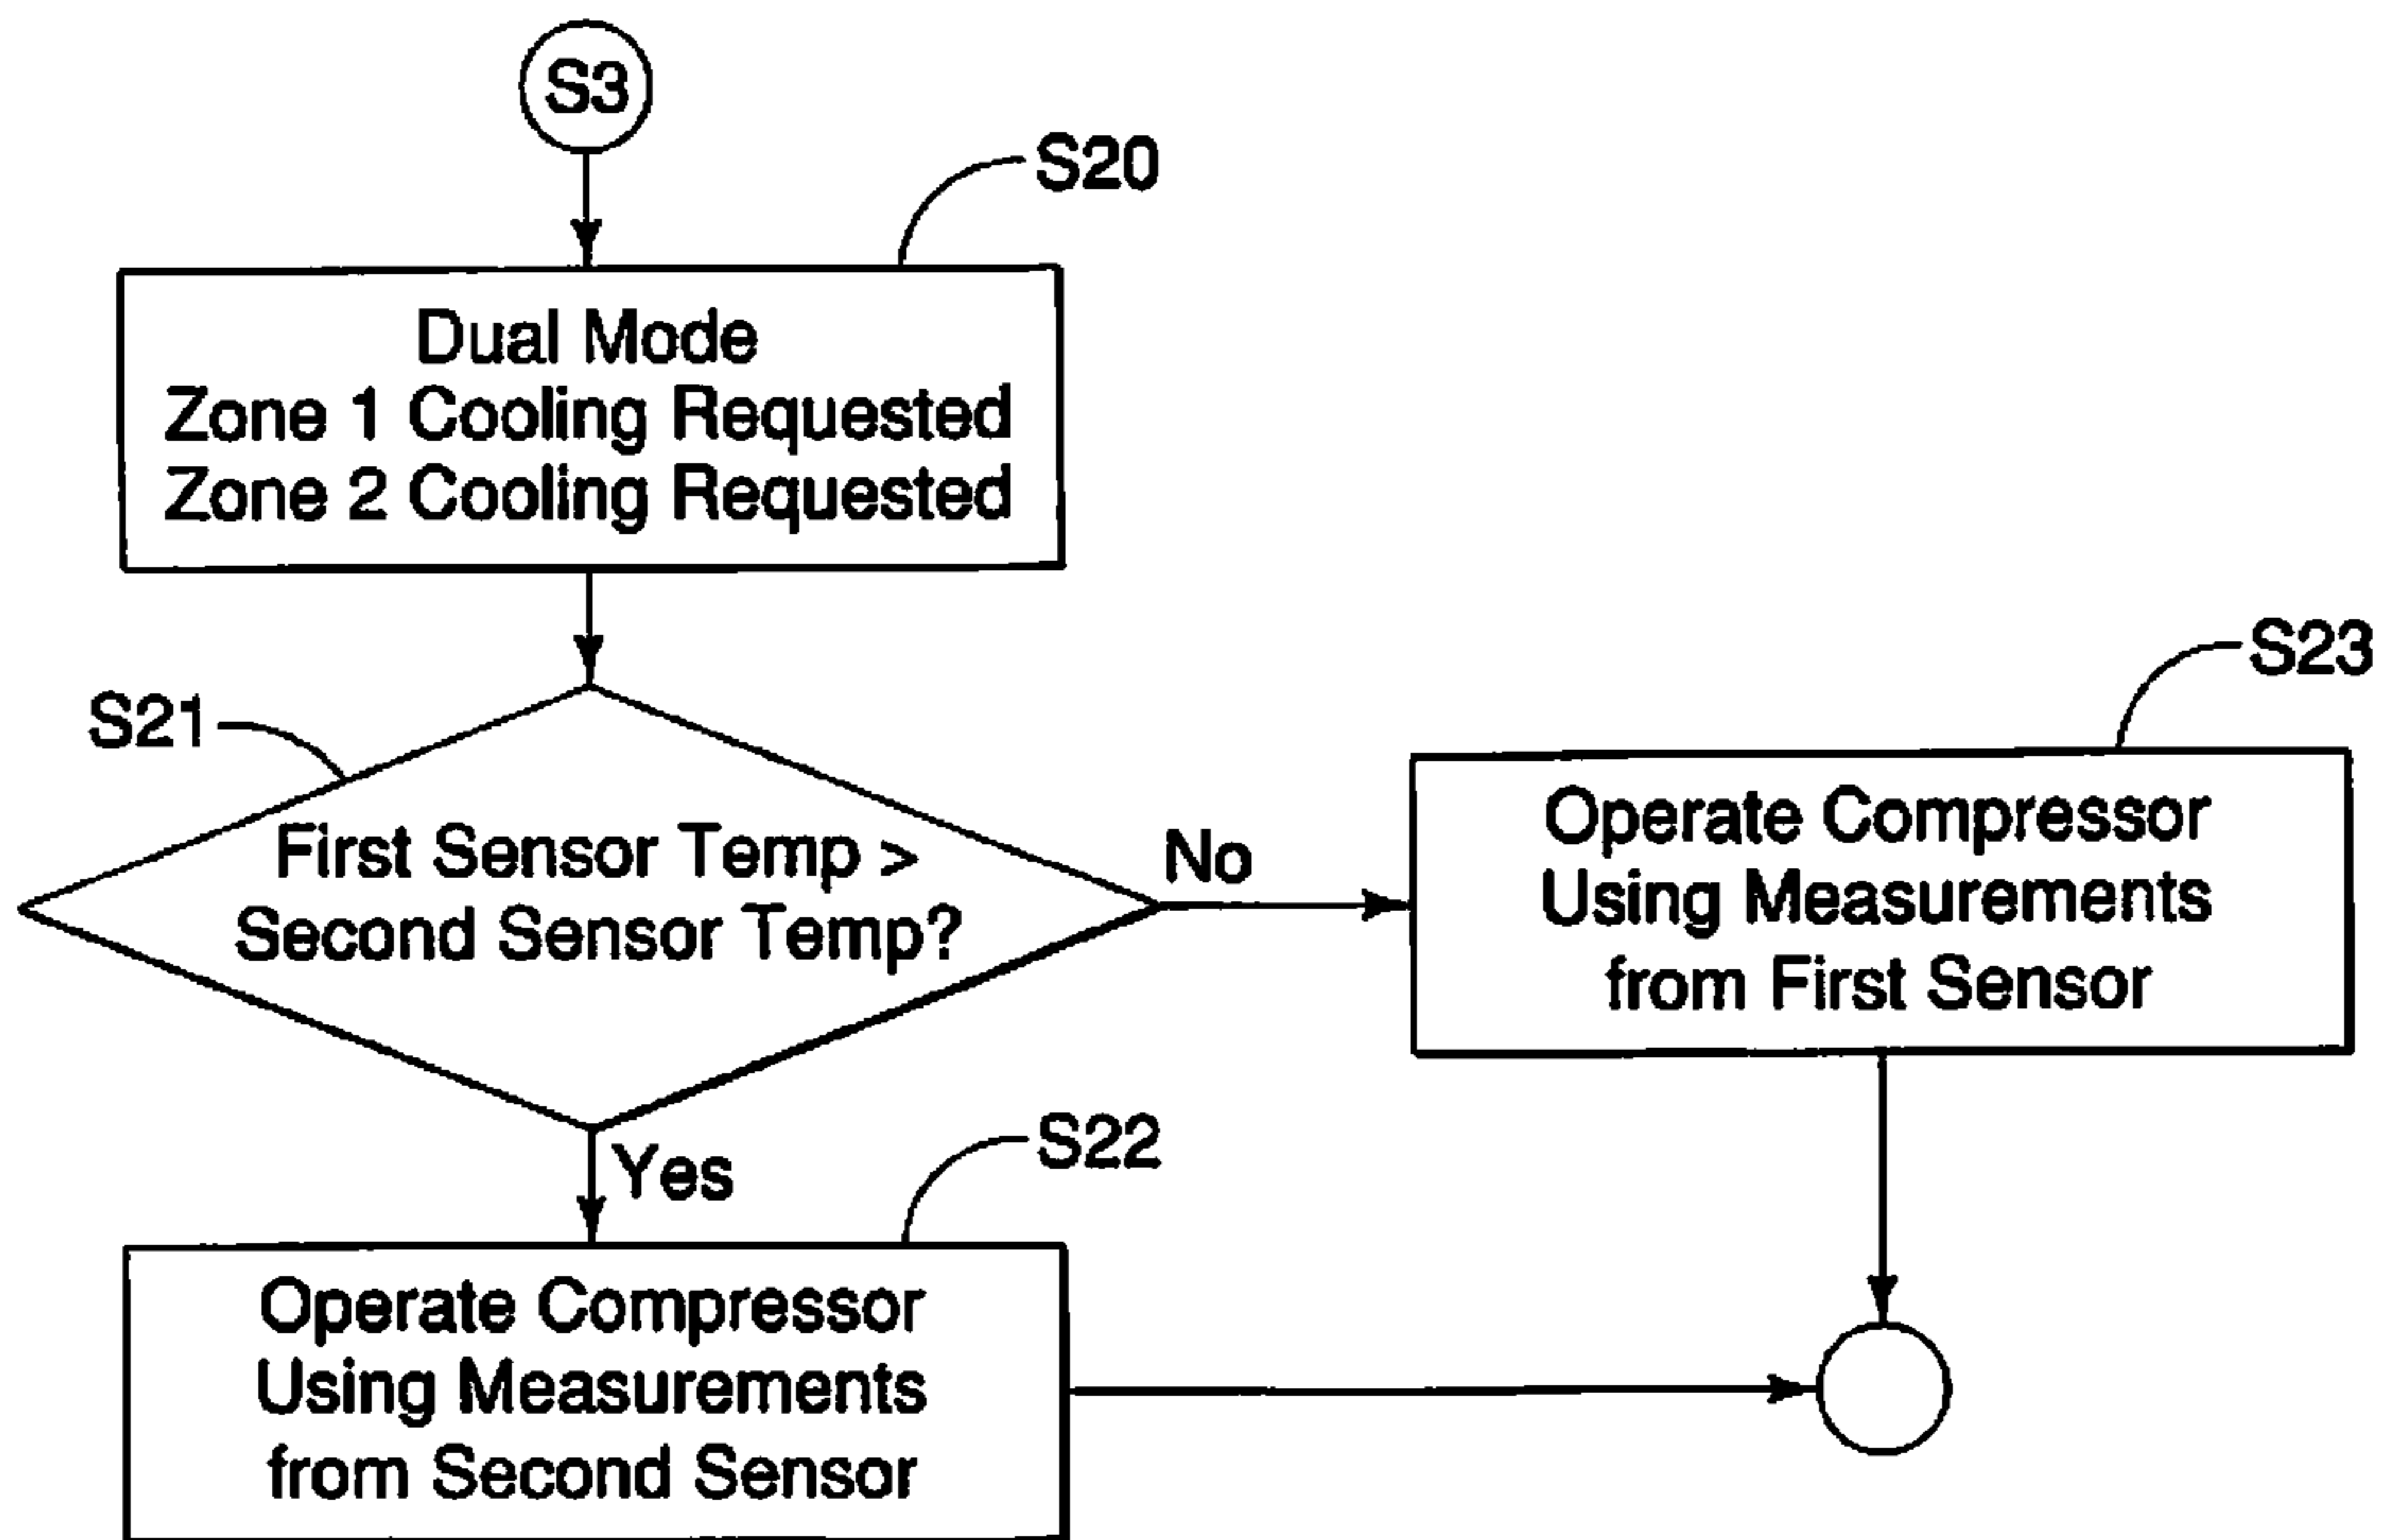 S3
S20
Dual Mode
Zone 1 Cooling Requested
Zone 2 Cooling Requested
S21
First Sensor Temp >
Second Sensor Temp?
No
S23
Operate Compressor
Using Measurements
from First Sensor
Yes
S22
Operate Compressor
Using Measurements
from Second Sensor